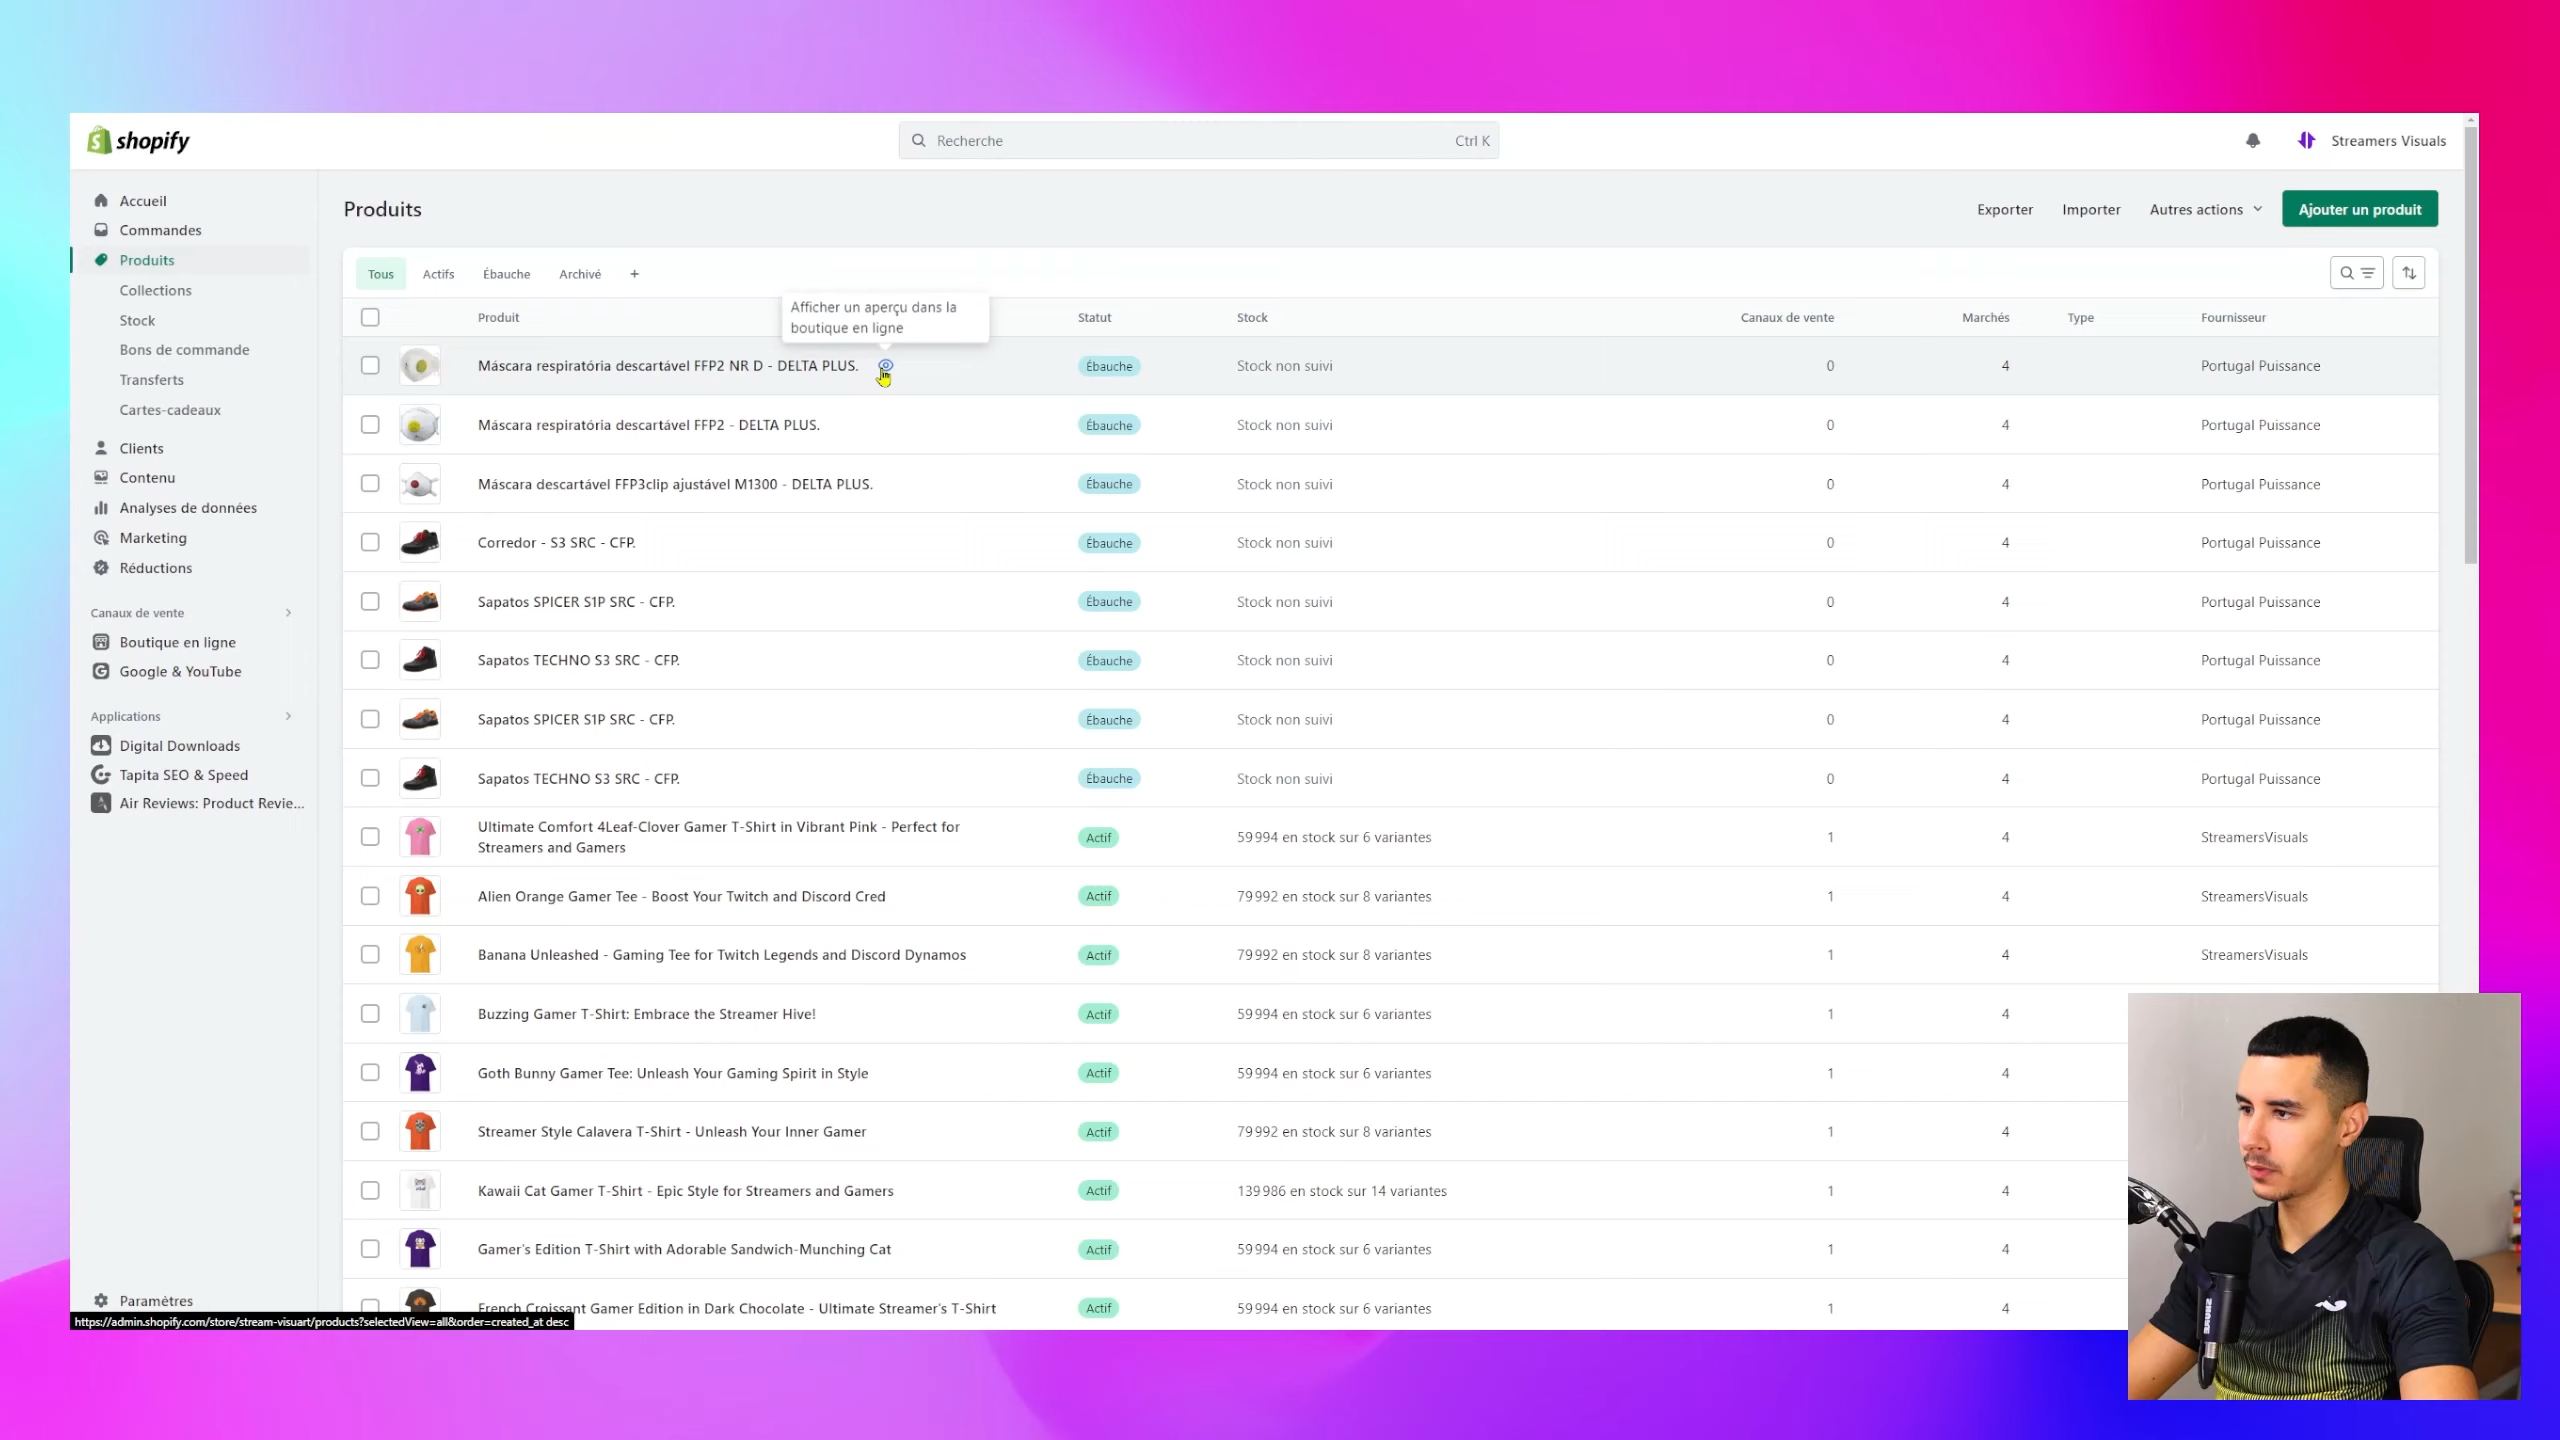 shopify
Recherche Ctrl K
Streamers Visuals
Accueil
Commandes
Produits
Collections
Stock
Bons de commande
Transferts
Cartes-cadeaux
Clients
Contenu
Analyses de données
Marketing
Réductions
Canaux de vente
Boutique en ligne
Google & YouTube
Applications
Digital Downloads
Tapita SEO & Speed
Air Reviews: Product Revie...
Paramètres
https://admin.shopify.com/store/stream-visuart/products?selectedView=all&order=created_at desc
Produits
Exporter Importer Autres actions Ajouter un produit
Tous Actifs Ébauche Archivé +
Afficher un aperçu dans la
boutique en ligne
Produit Statut Stock Canaux de vente Marchés Type Fournisseur
Máscara respiratória descartável FFP2 NR D - DELTA PLUS. Ébauche Stock non suivi 0 4 Portugal Puissance
Máscara respiratória descartável FFP2 - DELTA PLUS. Ébauche Stock non suivi 0 4 Portugal Puissance
Máscara descartável FFP3clip ajustável M1300 - DELTA PLUS. Ébauche Stock non suivi 0 4 Portugal Puissance
Corredor - S3 SRC - CFP. Ébauche Stock non suivi 0 4 Portugal Puissance
Sapatos SPICER S1P SRC - CFP. Ébauche Stock non suivi 0 4 Portugal Puissance
Sapatos TECHNO S3 SRC - CFP. Ébauche Stock non suivi 0 4 Portugal Puissance
Sapatos SPICER S1P SRC - CFP. Ébauche Stock non suivi 0 4 Portugal Puissance
Sapatos TECHNO S3 SRC - CFP. Ébauche Stock non suivi 0 4 Portugal Puissance
Ultimate Comfort 4Leaf-Clover Gamer T-Shirt in Vibrant Pink - Perfect for
Streamers and Gamers Actif 59 994 en stock sur 6 variantes 1 4 StreamersVisuals
Alien Orange Gamer Tee - Boost Your Twitch and Discord Cred Actif 79 992 en stock sur 8 variantes 1 4 StreamersVisuals
Banana Unleashed - Gaming Tee for Twitch Legends and Discord Dynamos Actif 79 992 en stock sur 8 variantes 1 4 StreamersVisuals
Buzzing Gamer T-Shirt: Embrace the Streamer Hive! Actif 59 994 en stock sur 6 variantes 1 4
Goth Bunny Gamer Tee: Unleash Your Gaming Spirit in Style Actif 59 994 en stock sur 6 variantes 1 4
Streamer Style Calavera T-Shirt - Unleash Your Inner Gamer Actif 79 992 en stock sur 8 variantes 1 4
Kawaii Cat Gamer T-Shirt - Epic Style for Streamers and Gamers Actif 139 986 en stock sur 14 variantes 1 4
Gamer's Edition T-Shirt with Adorable Sandwich-Munching Cat Actif 59 994 en stock sur 6 variantes 1 4
French Croissant Gamer Edition in Dark Chocolate - Ultimate Streamer's T-Shirt Actif 59 994 en stock sur 6 variantes 1 4